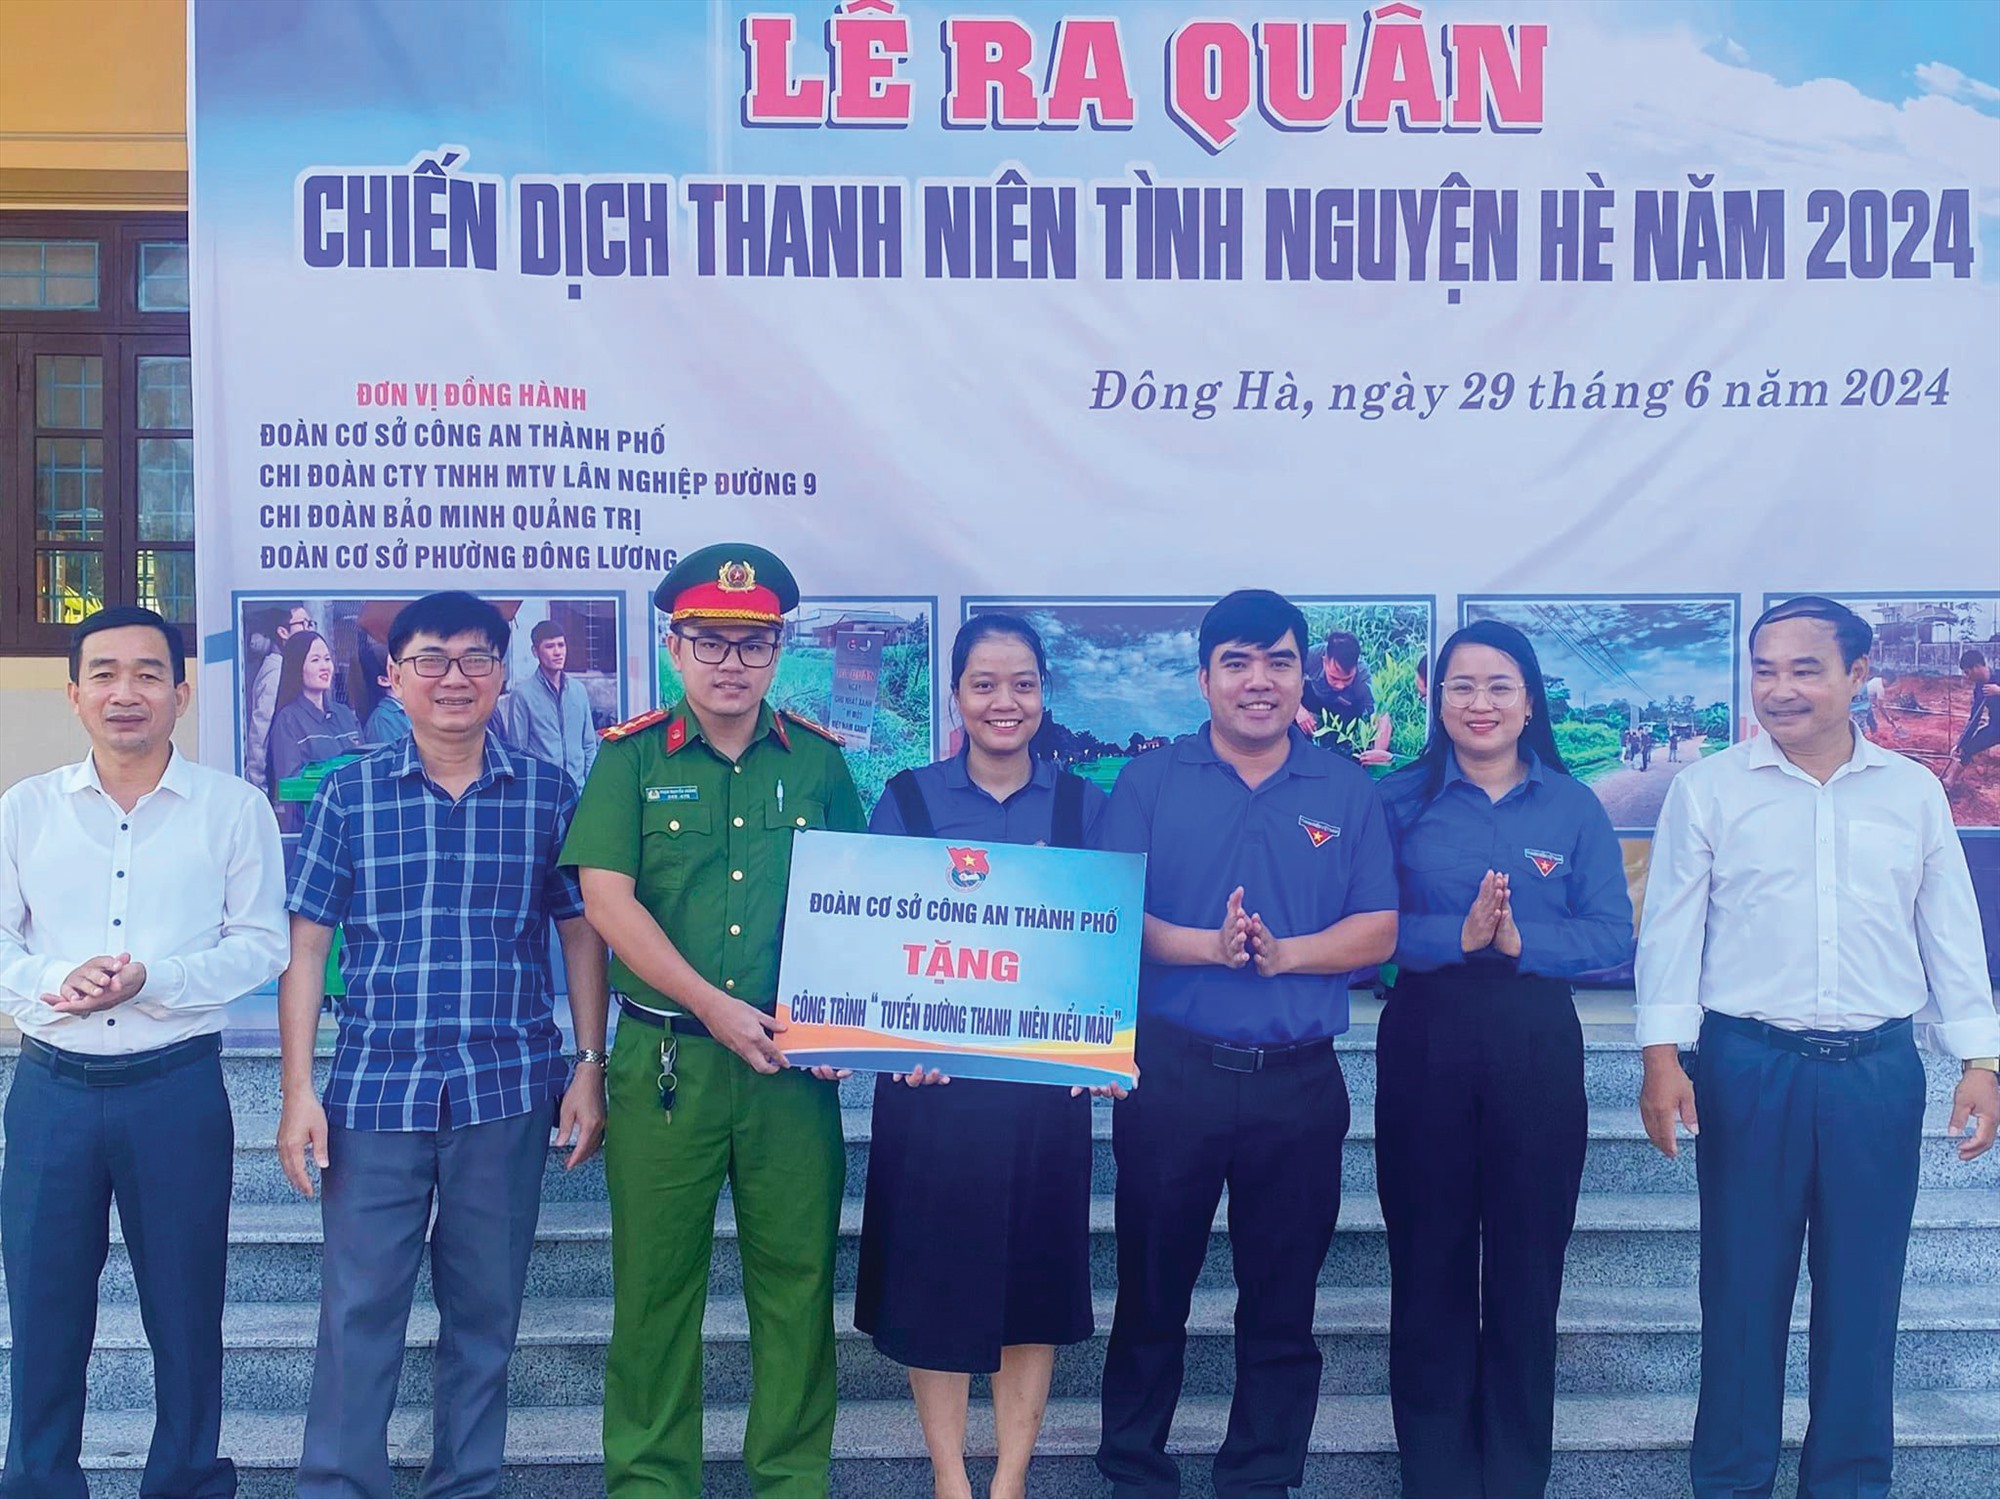 LỄ RA QUÂN
CHIẾN DỊCH THANH NIÊN TÌNH NGUYỆN HÈ NĂM 2024
Đông Hà, ngày 29 tháng 6 năm 2024
ĐƠN VỊ ĐỒNG HÀNH
ĐOÀN CƠ SỞ CÔNG AN THÀNH PHỐ
CHI ĐOÀN CTY TNHH MTV LÂN NGHIỆP ĐƯỜNG 9
CHI ĐOÀN BẢO MINH QUẢNG TRỊ
ĐOÀN CƠ SỞ PHƯỜNG ĐÔNG LƯƠNG
ĐOÀN CƠ SỞ CÔNG AN THÀNH PHỐ
TẶNG
CÔNG TRÌNH "TUYẾN ĐƯỜNG THANH NIÊN KIỂU MẪU"